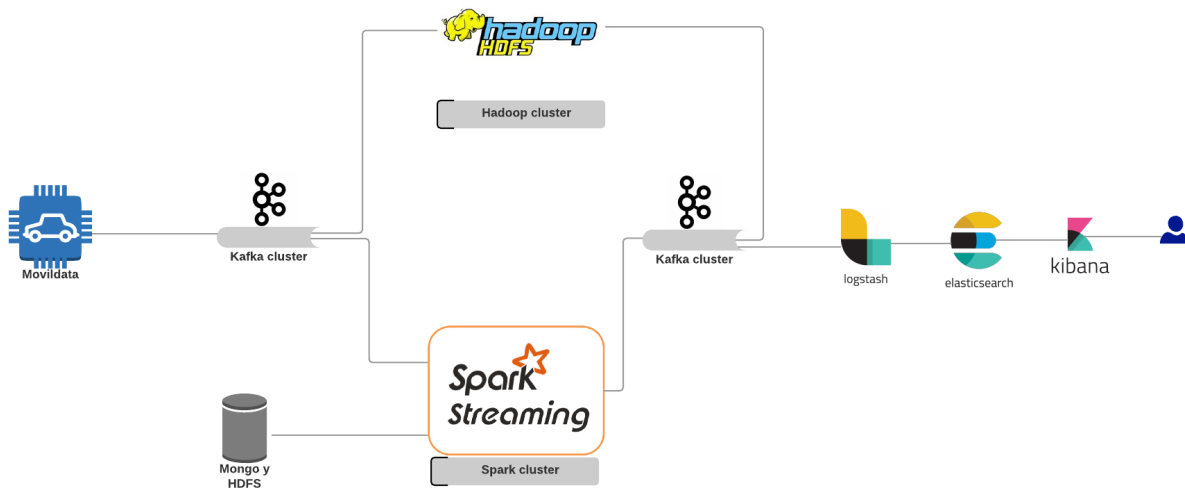 hadoop
HDFS
Hadoop cluster
Movildata
Kafka cluster
Kafka cluster
logstash
elasticsearch
kibana
Spark
Streaming
Mongo y
HDFS
Spark cluster